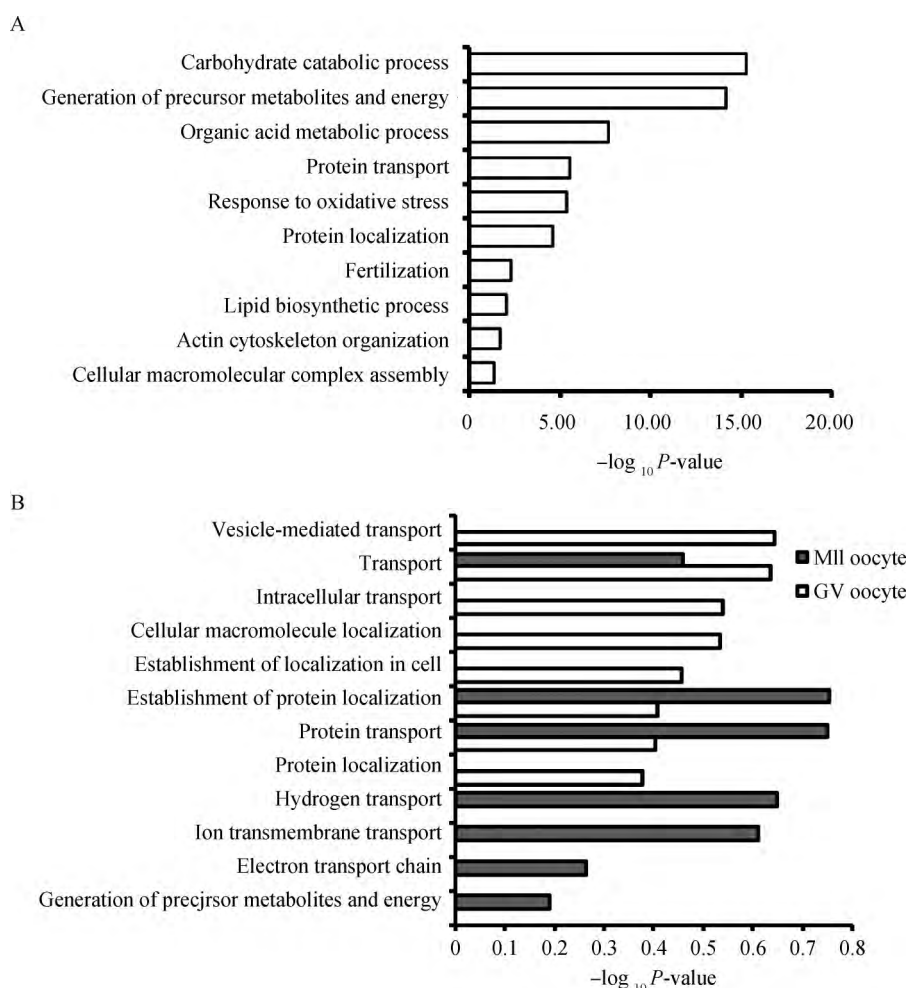 A
Carbohydrate catabolic process
Generation of precursor metabolites and energy
Organic acid metabolic process
Protein transport
Response to oxidative stress
Protein localization
Fertilization
Lipid biosynthetic process
Actin cytoskeleton organization
Cellular macromolecular complex assembly
0 5.00 10.00 15.00 20.00
–log 10 P-value
B
Vesicle-mediated transport
Transport
Intracellular transport
Cellular macromolecule localization
Establishment of localization in cell
Establishment of protein localization
Protein transport
Protein localization
Hydrogen transport
Ion transmembrane transport
Electron transport chain
Generation of precjrsor metabolites and energy
MII oocyte
GV oocyte
0 0.1 0.2 0.3 0.4 0.5 0.6 0.7 0.8
–log 10 P-value